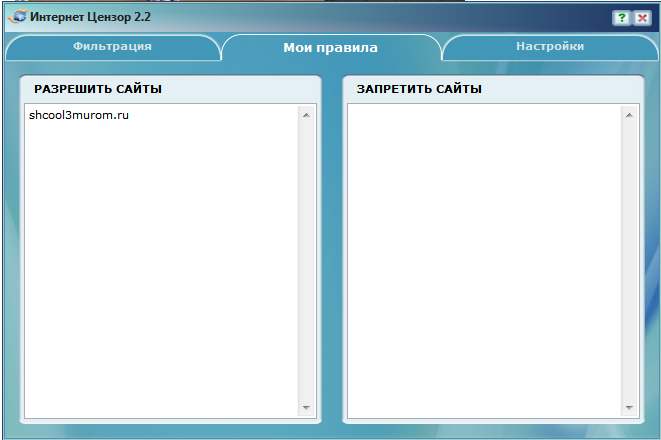 Интернет Цензор 2.2
?
Фильтрация
Мои правила
Настройки
РАЗРЕШИТЬ САЙТЫ
ЗАПРЕТИТЬ САЙТЫ
shcool3murom.ru